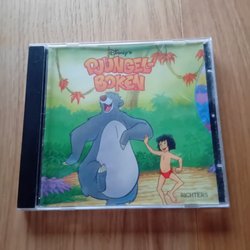 Disney's
DJUNGEL-
BOKEN
RICHTERS